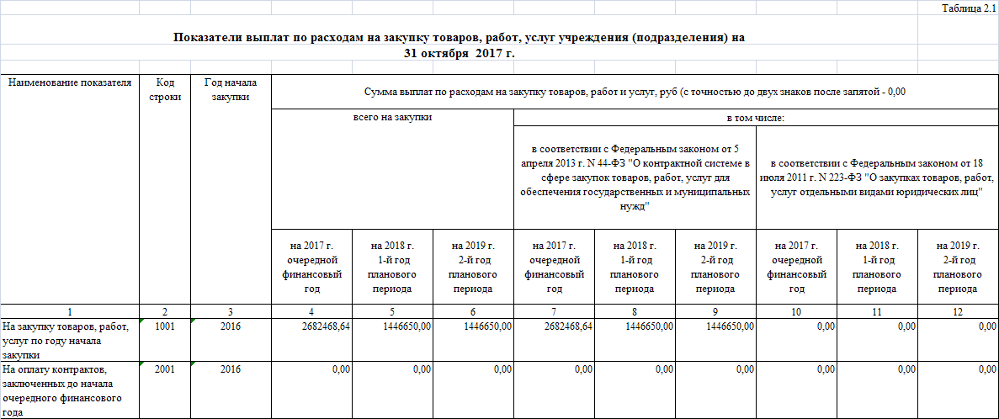 Таблица 2.1
Показатели выплат по расходам на закупку товаров, работ, услуг учреждения (подразделения) на
31 октября 2017 г.
Наименование показателя
Код
строки
Год начала
закупки
Сумма выплат по расходам на закупку товаров, работ и услуг, руб (с точностью до двух знаков после запятой - 0,00
всего на закупки
в том числе:
в соответствии с Федеральным законом от 5
апреля 2013 г. N 44-ФЗ "О контрактной системе в
сфере закупок товаров, работ, услуг для
обеспечения государственных и муниципальных
нужд"
в соответствии с Федеральным законом от 18
июля 2011 г. N 223-ФЗ "О закупках товаров, работ,
услуг отдельными видами юридических лиц"
на 2017 г.
очередной
финансовый
год
на 2018 г.
1-й год
планового
периода
на 2019 г.
2-й год
планового
периода
на 2017 г.
очередной
финансовый
год
на 2018 г.
1-й год
планового
периода
на 2019 г.
2-й год
планового
периода
на 2017 г.
очередной
финансовый
год
на 2018 г.
1-й год
планового
периода
на 2019 г.
2-й год
планового
периода
1 2 3 4 5 6 7 8 9 10 11 12
На закупку товаров, работ, 1001 2016 2682468,64 1446650,00 1446650,00 2682468,64 1446650,00 1446650,00 0,00 0,00 0,00
услуг по году начала
закупки
На оплату контрактов, 2001 2016 0,00 0,00 0,00 0,00 0,00 0,00 0,00 0,00 0,00
заключенных до начала
очередного финансового
года